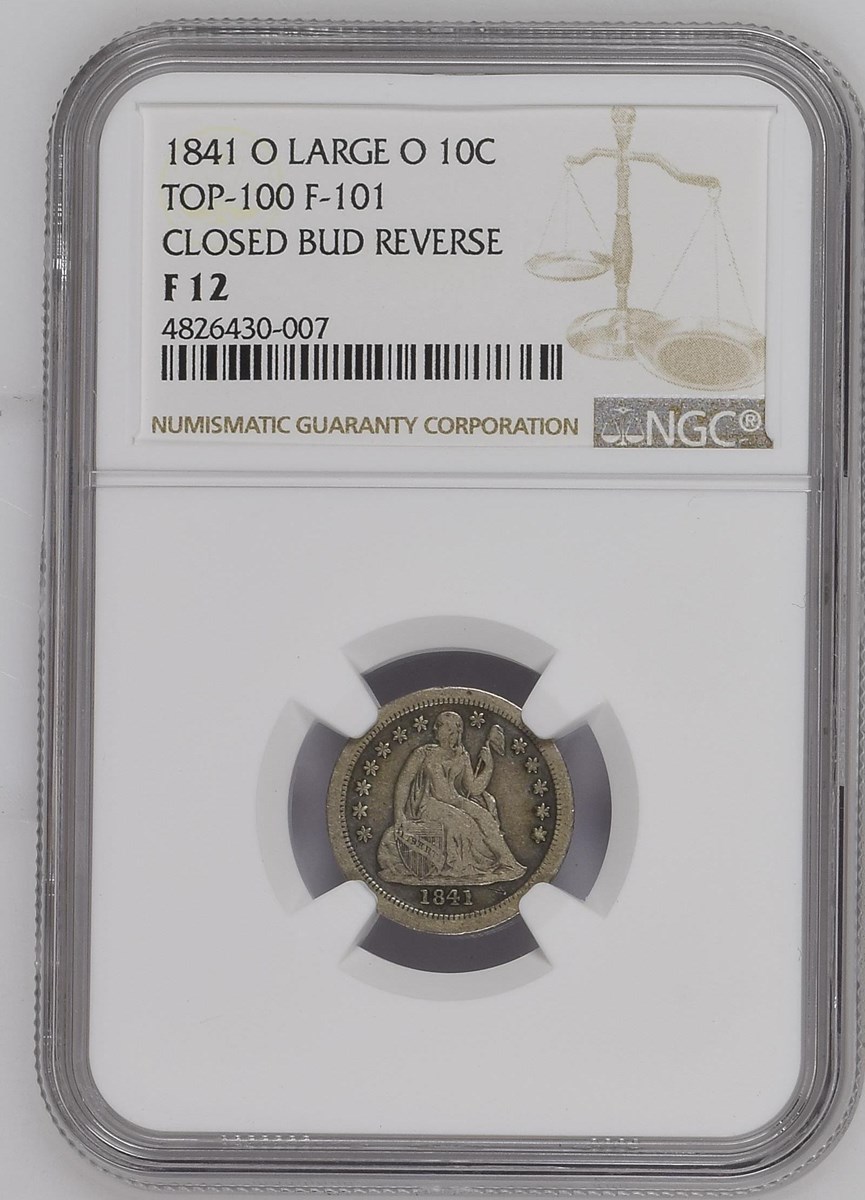 1841 O LARGE O 10C
TOP-100 F-101
CLOSED BUD REVERSE
F 12
4826430-007
NUMISMATIC GUARANTY CORPORATION
NGC®
1841